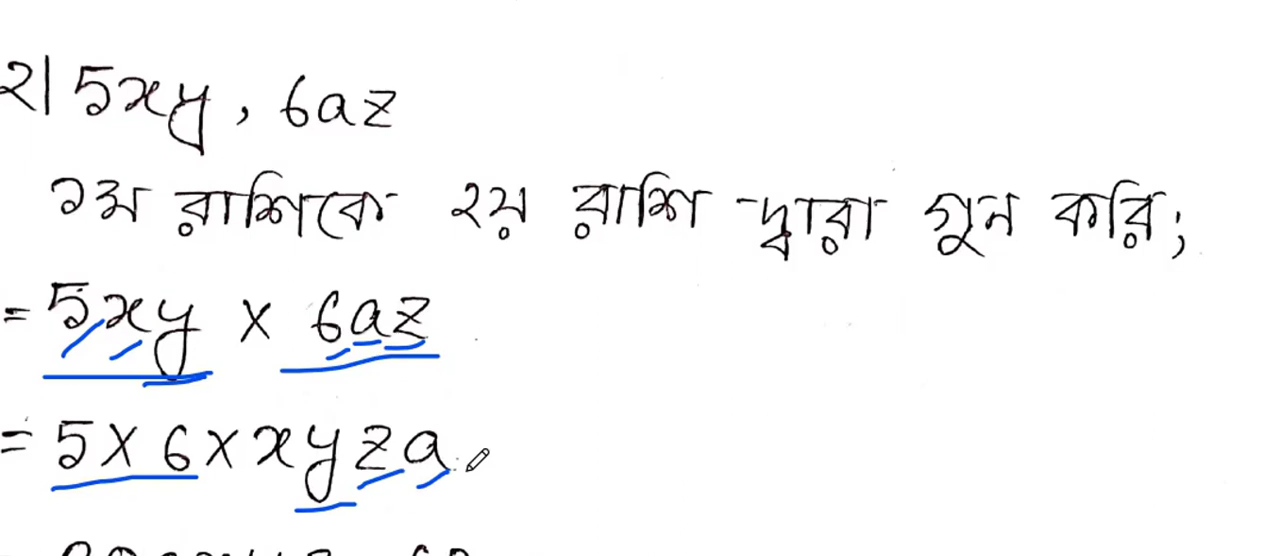 ২| 5xy, 6az
১ম রাশিকে ২য় রাশি দ্বারা গুন করি;
= 5xy × 6az
= 5 × 6 × xyza